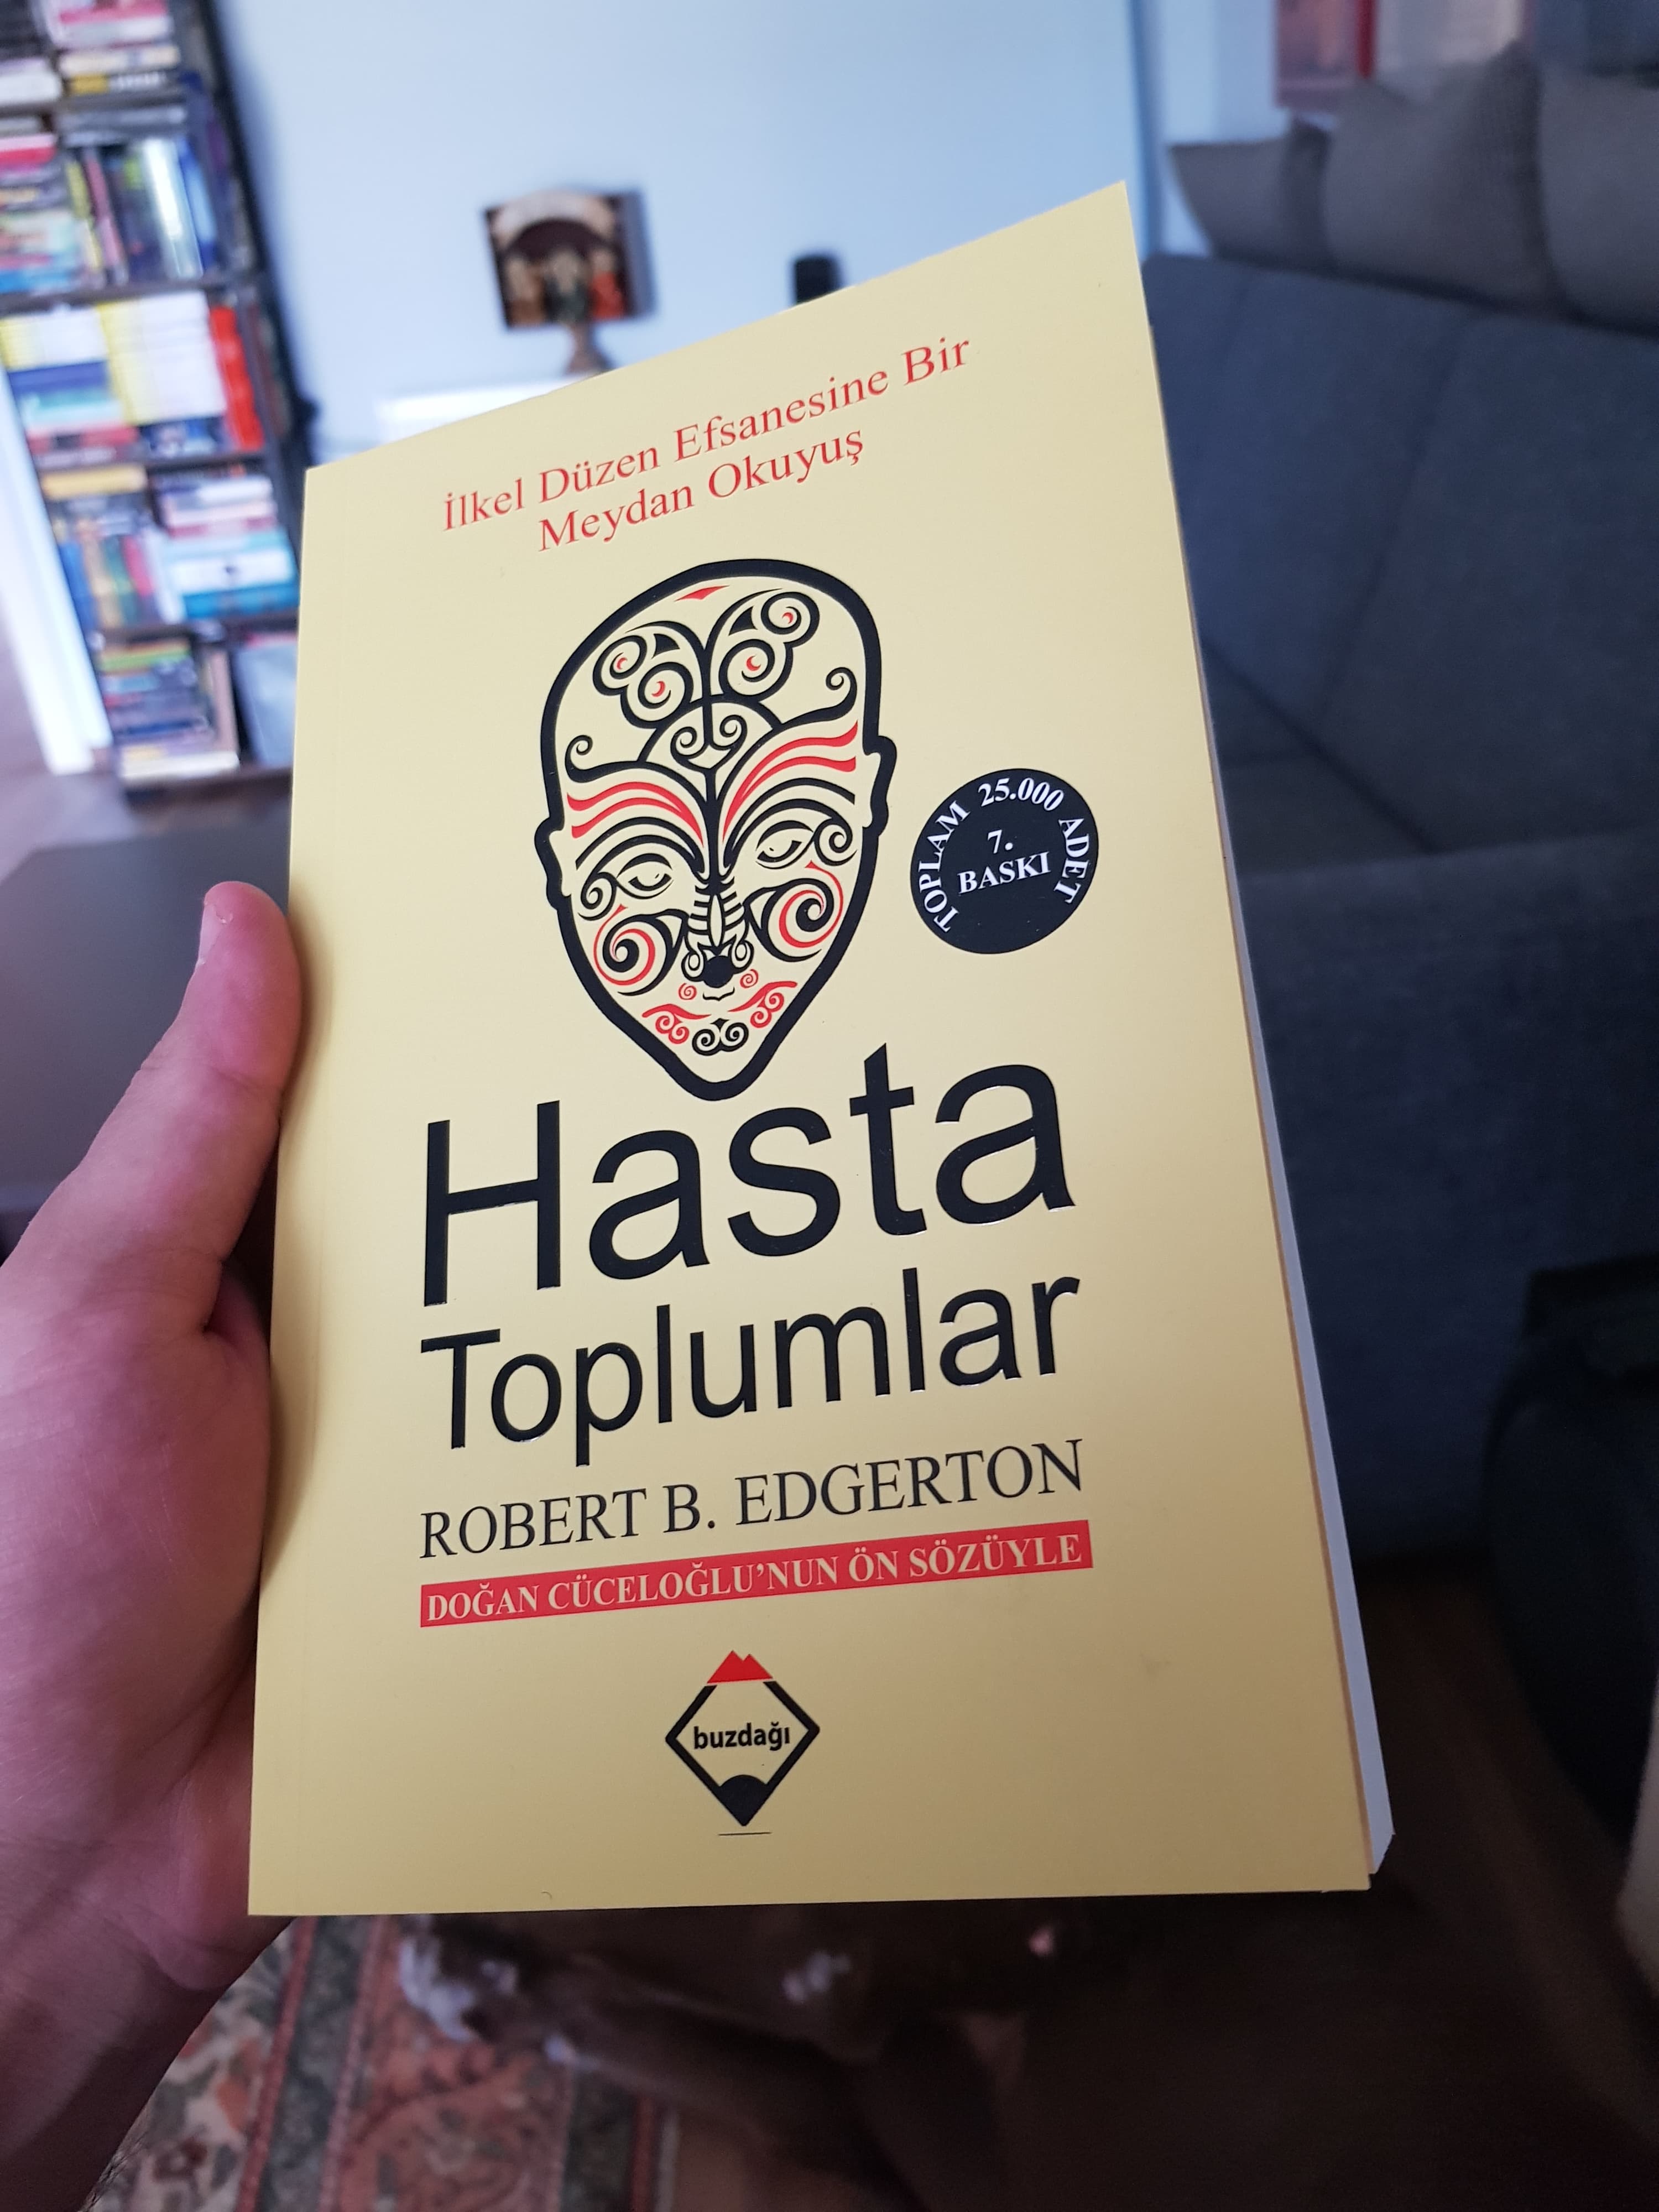 İlkel Düzen Efsanesine Bir
Meydan Okuyuş
TOPLAM 25.000 ADET
7.
BASKI
Hasta
Toplumlar
ROBERT B. EDGERTON
DOĞAN CÜCELOĞLU'NUN ÖN SÖZÜYLE
buzdağı